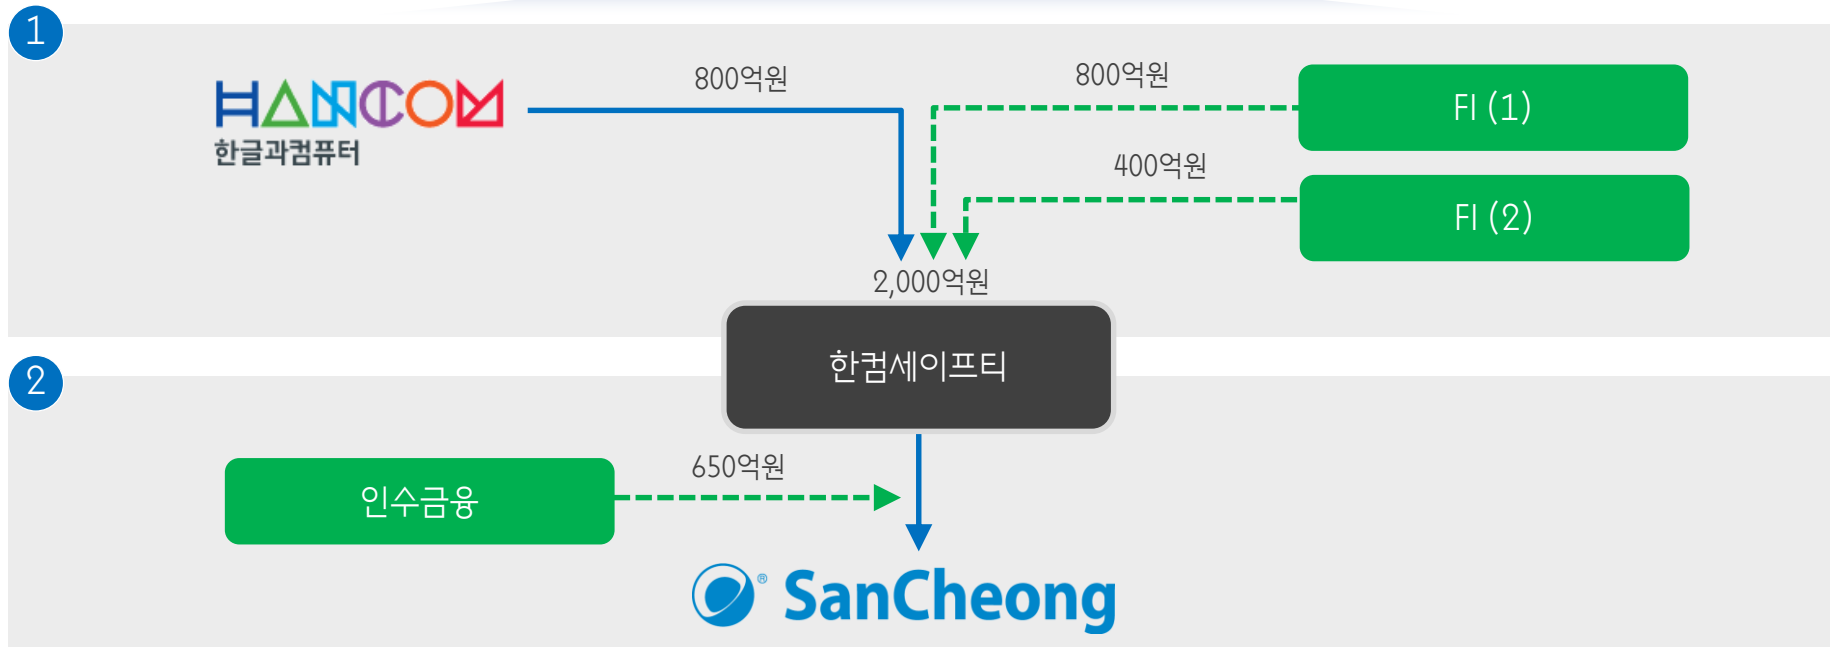 1
HANCOM
한글과컴퓨터
800억원
800억원
FI (1)
400억원
FI (2)
2,000억원
한컴세이프티
2
650억원
인수금융
® SanCheong